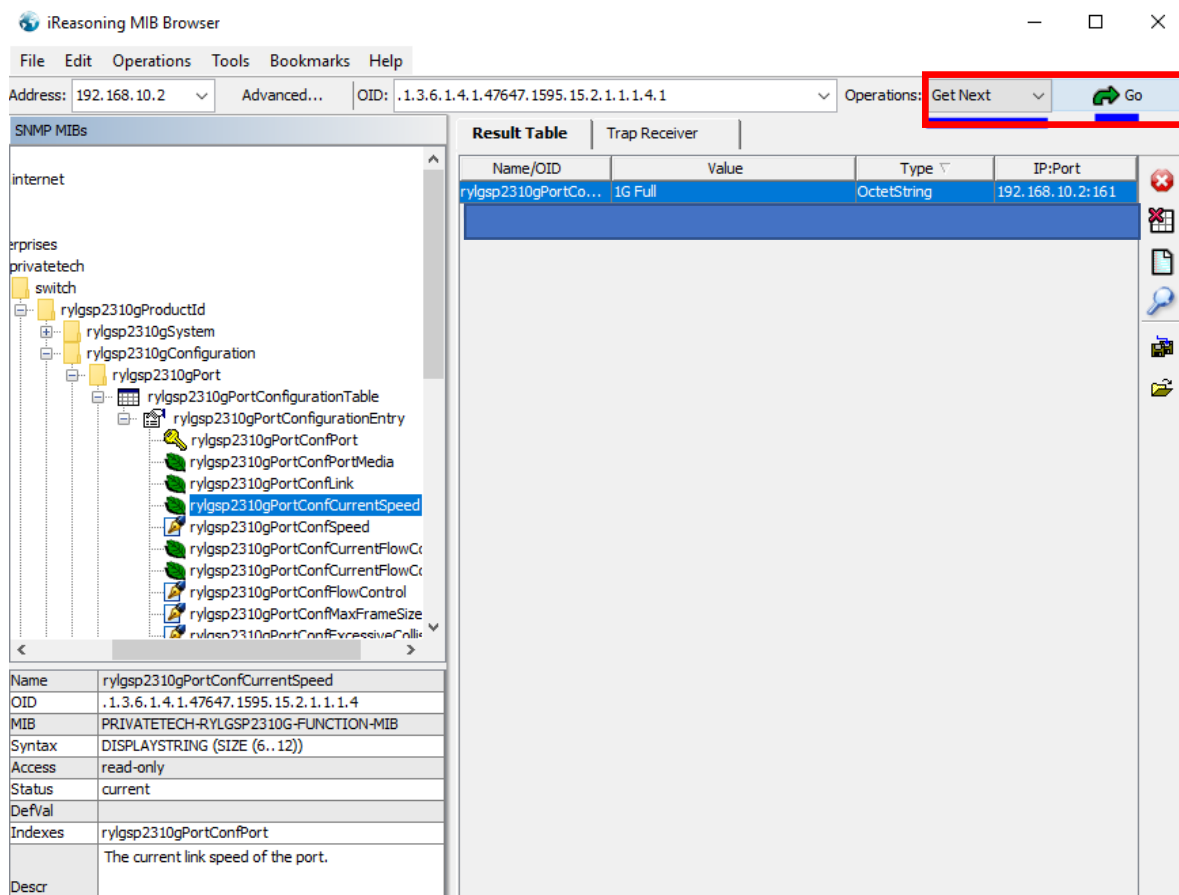 iReasoning MIB Browser
File Edit Operations Tools Bookmarks Help
Address: 192.168.10.2 Advanced... OID: .1.3.6.1.4.1.47647.1595.15.2.1.1.1.4.1 Operations: Get Next Go
SNMP MIBs
internet
erprises
privatetech
switch
rylgsp2310gProductId
rylgsp2310gSystem
rylgsp2310gConfiguration
rylgsp2310gPort
rylgsp2310gPortConfigurationTable
rylgsp2310gPortConfigurationEntry
rylgsp2310gPortConfPort
rylgsp2310gPortConfPortMedia
rylgsp2310gPortConfLink
rylgsp2310gPortConfCurrentSpeed
rylgsp2310gPortConfSpeed
rylgsp2310gPortConfCurrentFlowCo
rylgsp2310gPortConfCurrentFlowCo
rylgsp2310gPortConfFlowControl
rylgsp2310gPortConfMaxFrameSize
rylgsp2310gPortConfExcessiveCollis
Name rylgsp2310gPortConfCurrentSpeed
OID .1.3.6.1.4.1.47647.1595.15.2.1.1.1.4
MIB PRIVATETECH-RYLGSP2310G-FUNCTION-MIB
Syntax DISPLAYSTRING (SIZE (6..12))
Access read-only
Status current
DefVal
Indexes rylgsp2310gPortConfPort
The current link speed of the port.
Descr
Result Table Trap Receiver
Name/OID Value Type IP:Port
rylgsp2310gPortCo... 1G Full OctetString 192.168.10.2:161